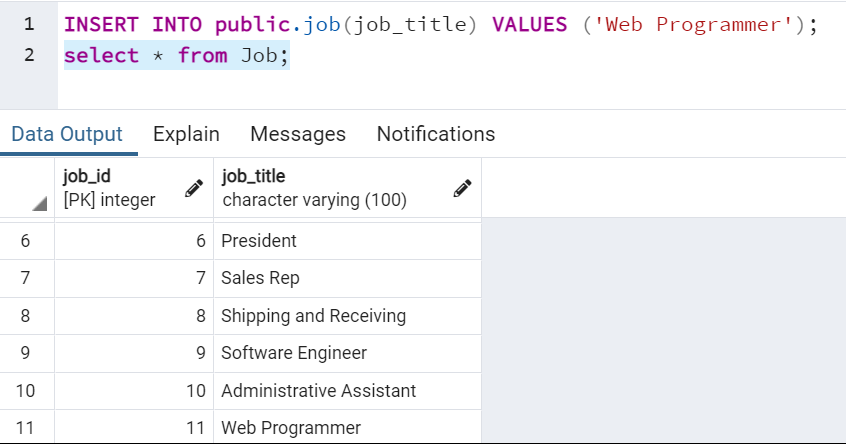 1 INSERT INTO public.job(job_title) VALUES ('Web Programmer');
2 select * from Job;
Data Output Explain Messages Notifications
job_id job_title
[PK] integer character varying (100)
6 6 President
7 7 Sales Rep
8 8 Shipping and Receiving
9 9 Software Engineer
10 10 Administrative Assistant
11 11 Web Programmer